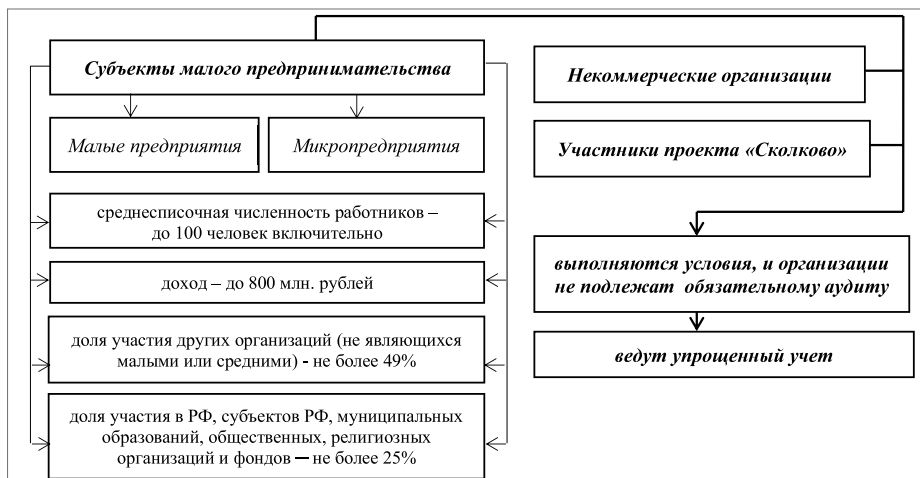 Субъекты малого предпринимательства
Малые предприятия
Микропредприятия
среднесписочная численность работников –
до 100 человек включительно
доход – до 800 млн. рублей
доля участия других организаций (не являющихся
малыми или средними) - не более 49%
доля участия в РФ, субъектов РФ, муниципальных
образований, общественных, религиозных
организаций и фондов — не более 25%
Некоммерческие организации
Участники проекта «Сколково»
выполняются условия, и организации
не подлежат обязательному аудиту
ведут упрощенный учет